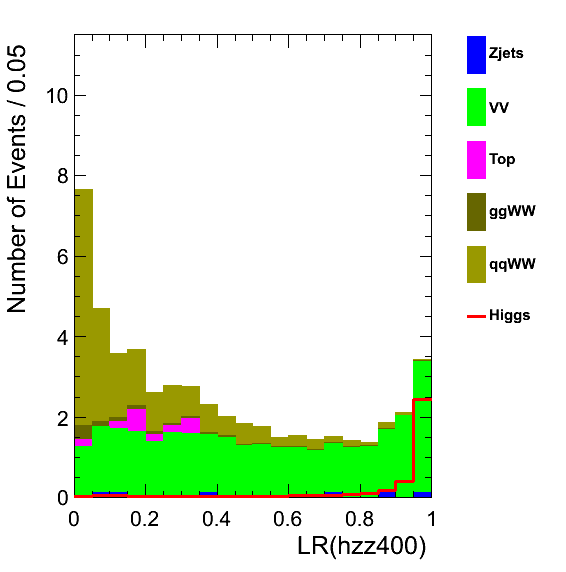 Number of Events / 0.05
10
8
6
4
2
0
0 0.2 0.4 0.6 0.8 1
LR(hzz400)
Zjets
VV
Top
ggWW
qqWW
Higgs